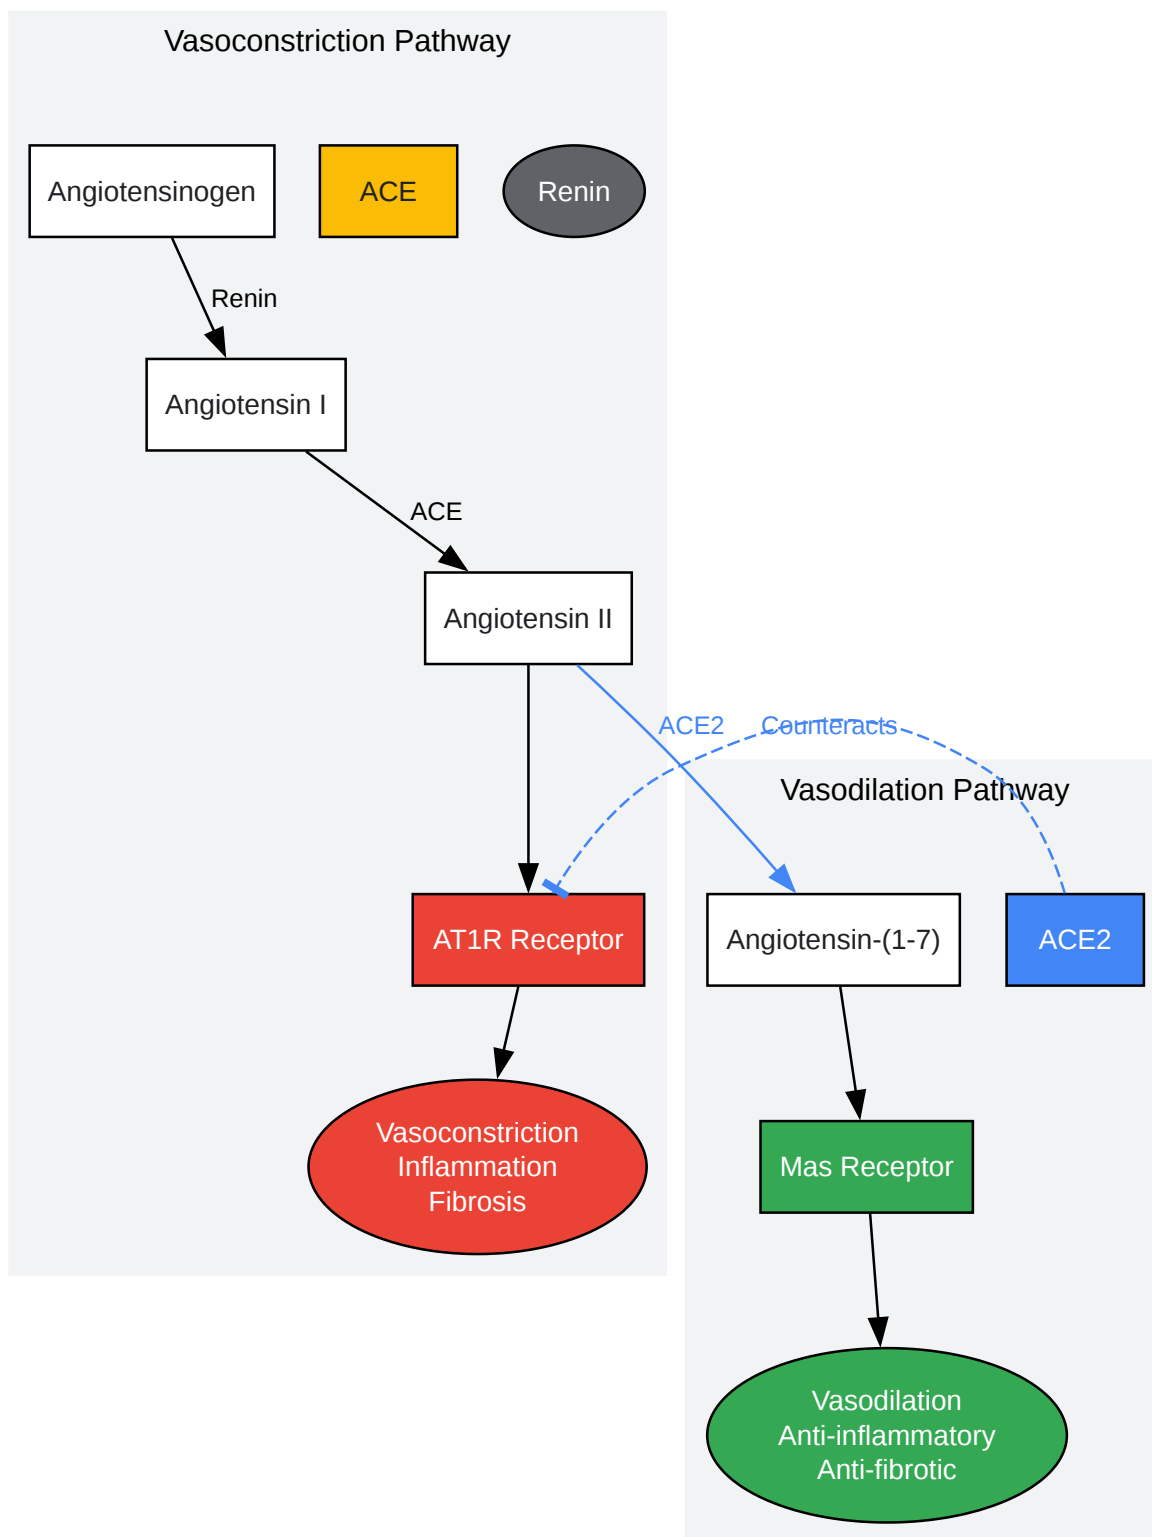 Vasoconstriction Pathway
Angiotensinogen
ACE
Renin
Renin
Angiotensin I
ACE
Angiotensin II
ACE2
Counteracts
Vasodilation Pathway
AT1R Receptor
Angiotensin-(1-7)
ACE2
Vasoconstriction
Inflammation
Fibrosis
Mas Receptor
Vasodilation
Anti-inflammatory
Anti-fibrotic